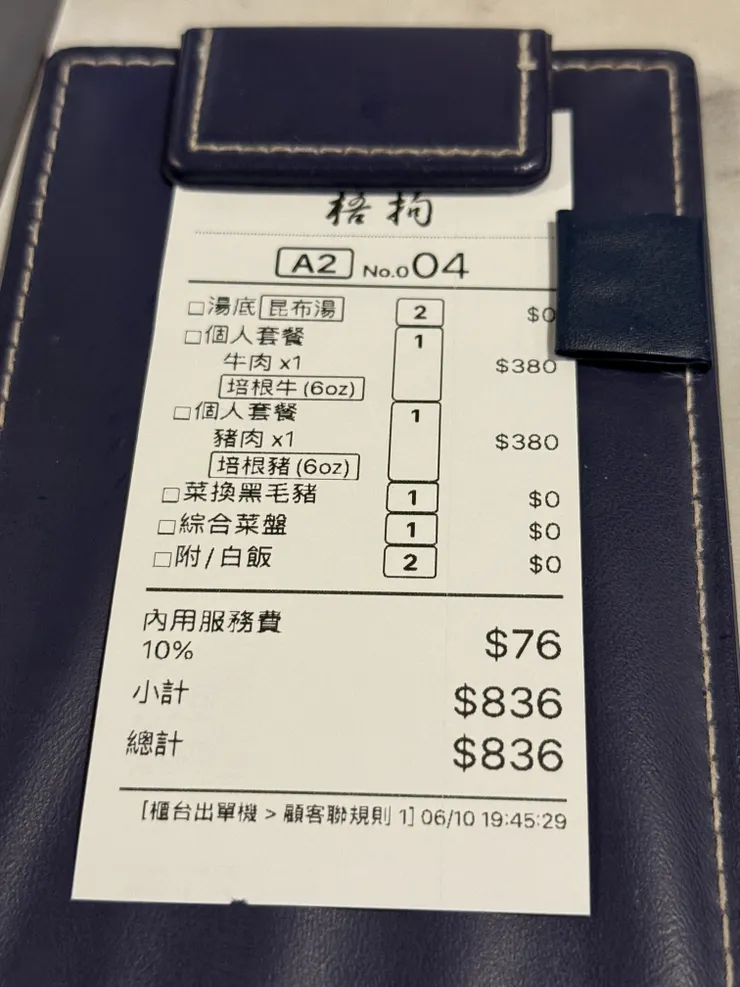 梧 拘
A2 No.004
□湯底 昆布湯 2 $0
□個人套餐 1
牛肉 x1 $380
培根牛(6oz)
□個人套餐 1
豬肉 x1 $380
培根豬(6oz)
□菜換黑毛豬 1 $0
□綜合菜盤 1 $0
□附/白飯 2 $0
內用服務費
10% $76
小計 $836
總計 $836
[櫃台出單機 > 顧客聯規則 1] 06/10 19:45:29